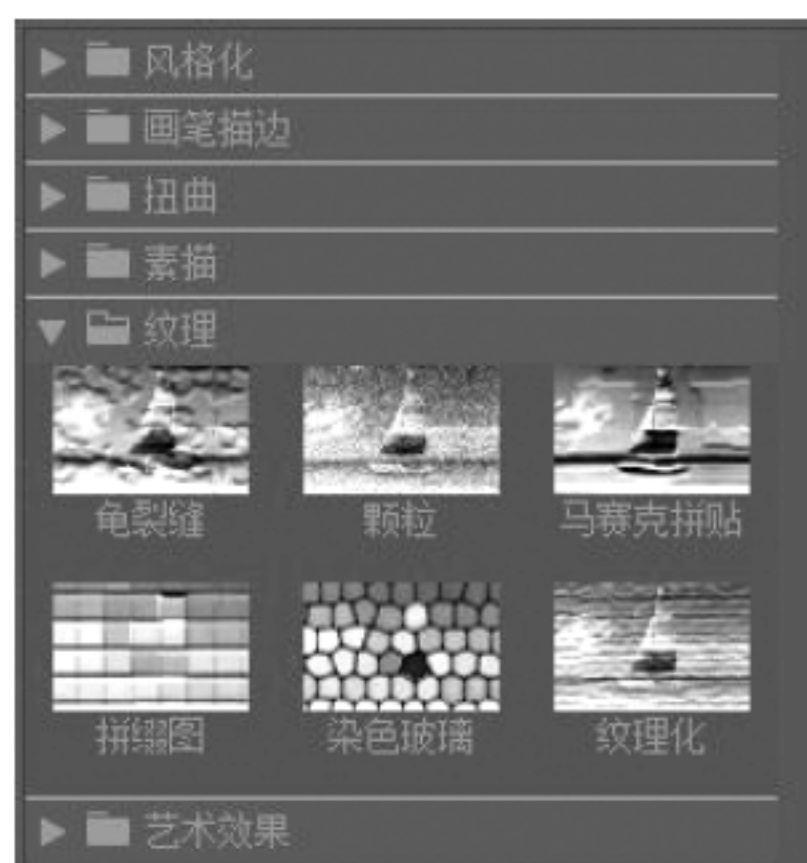 风格化
画笔描边
扭曲
素描
纹理
龟裂缝 颗粒 马赛克拼贴
拼缀图 染色玻璃 纹理化
艺术效果